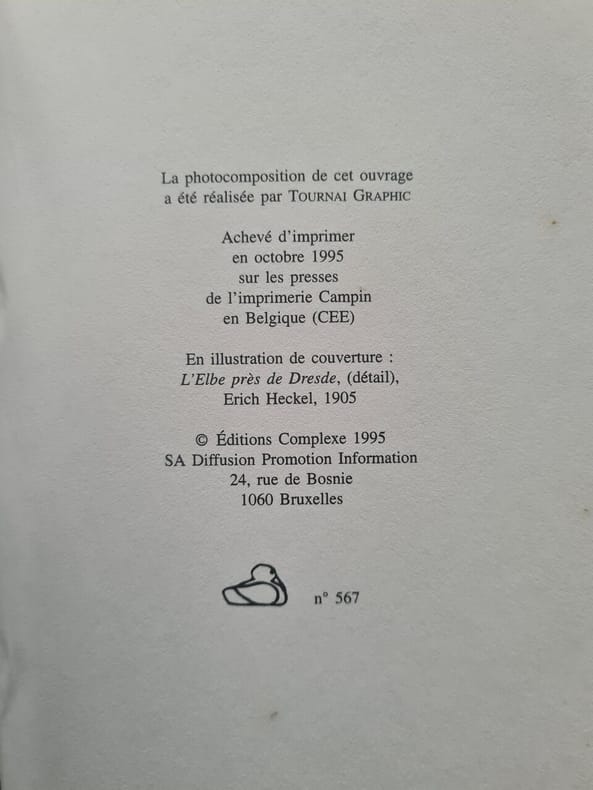 La photocomposition de cet ouvrage
a été réalisée par TOURNAI GRAPHIC
Achevé d'imprimer
en octobre 1995
sur les presses
de l'imprimerie Campin
en Belgique (CEE)
En illustration de couverture :
L'Elbe près de Dresde, (détail),
Erich Heckel, 1905
© Éditions Complexe 1995
SA Diffusion Promotion Information
24, rue de Bosnie
1060 Bruxelles
n° 567